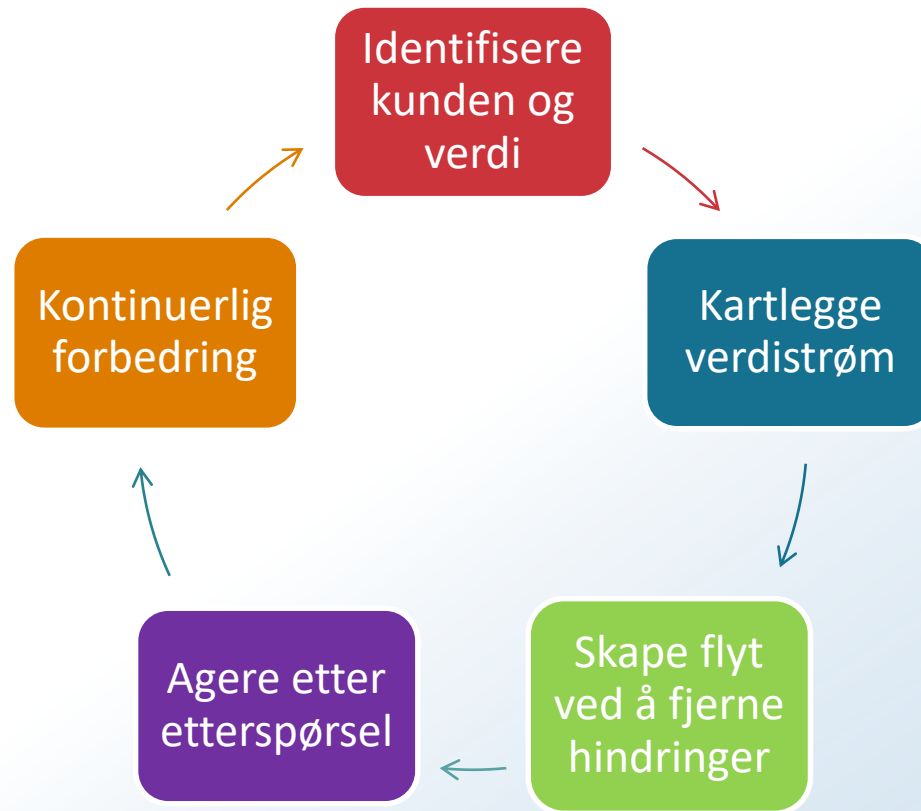 Identifisere
kunden og
verdi
Kartlegge
verdistrøm
Skape flyt
ved å fjerne
hindringer
Agere etter
etterspørsel
Kontinuerlig
forbedring